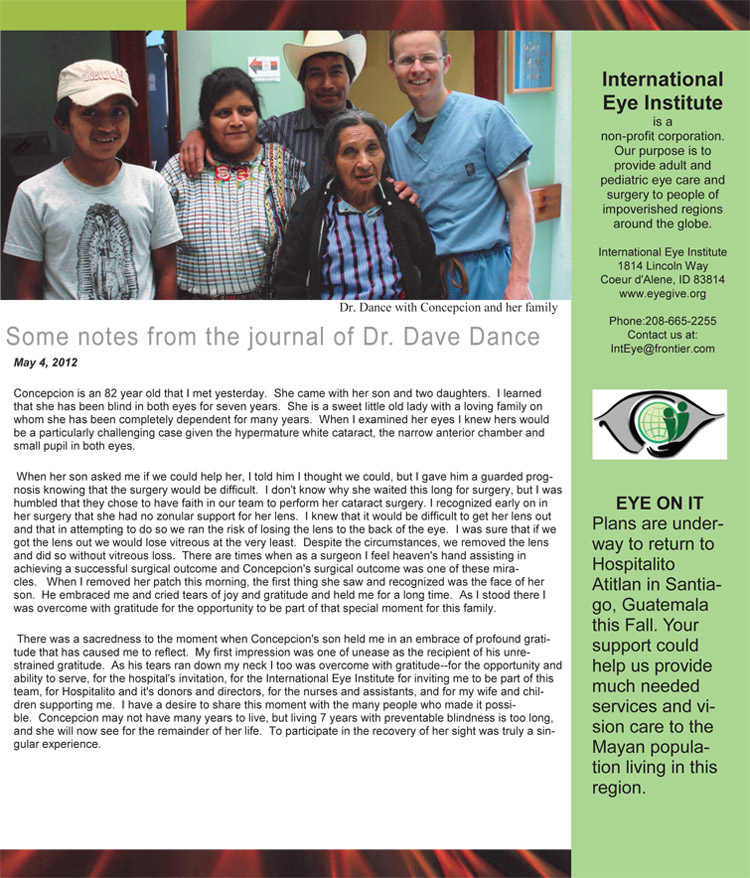 Dr. Dance with Concepcion and her family
Some notes from the journal of Dr. Dave Dance
May 4, 2012
Concepcion is an 82 year old that I met yesterday. She came with her son and two daughters. I learned
that she has been blind in both eyes for seven years. She is a sweet little old lady with a loving family on
whom she has been completely dependent for many years. When I examined her eyes I knew hers would
be a particularly challenging case given the hypermature white cataract, the narrow anterior chamber and
small pupil in both eyes.
When her son asked me if we could help her, I told him I thought we could, but I gave him a guarded prog-
nosis knowing that the surgery would be difficult. I don't know why she waited this long for surgery, but I was
humbled that they chose to have faith in our team to perform her cataract surgery. I recognized early on in
her surgery that she had no zonular support for her lens. I knew that it would be difficult to get her lens out
and that in attempting to do so we ran the risk of losing the lens to the back of the eye. I was sure that if we
got the lens out we would lose vitreous at the very least. Despite the circumstances, we removed the lens
and did so without vitreous loss. There are times when as a surgeon I feel heaven's hand assisting in
achieving a successful surgical outcome and Concepcion's surgical outcome was one of these mira-
cles. When I removed her patch this morning, the first thing she saw and recognized was the face of her
son. He embraced me and cried tears of joy and gratitude and held me for a long time. As I stood there I
was overcome with gratitude for the opportunity to be part of that special moment for this family.
There was a sacredness to the moment when Concepcion's son held me in an embrace of profound grati-
tude that has caused me to reflect. My first impression was one of unease as the recipient of his unre-
strained gratitude. As his tears ran down my neck I too was overcome with gratitude--for the opportunity and
ability to serve, for the hospital's invitation, for the International Eye Institute for inviting me to be part of this
team, for Hospitalito and it's donors and directors, for the nurses and assistants, and for my wife and chil-
dren supporting me. I have a desire to share this moment with the many people who made it possi-
ble. Concepcion may not have many years to live, but living 7 years with preventable blindness is too long,
and she will now see for the remainder of her life. To participate in the recovery of her sight was truly a sin-
gular experience.
International
Eye Institute
is a
non-profit corporation.
Our purpose is to
provide adult and
pediatric eye care and
surgery to people of
impoverished regions
around the globe.
International Eye Institute
1814 Lincoln Way
Coeur d'Alene, ID 83814
www.eyegive.org
Phone:208-665-2255
Contact us at:
IntEye@frontier.com
EYE ON IT
Plans are under-
way to return to
Hospitalito
Atitlan in Santia-
go, Guatemala
this Fall. Your
support could
help us provide
much needed
services and vi-
sion care to the
Mayan popula-
tion living in this
region.